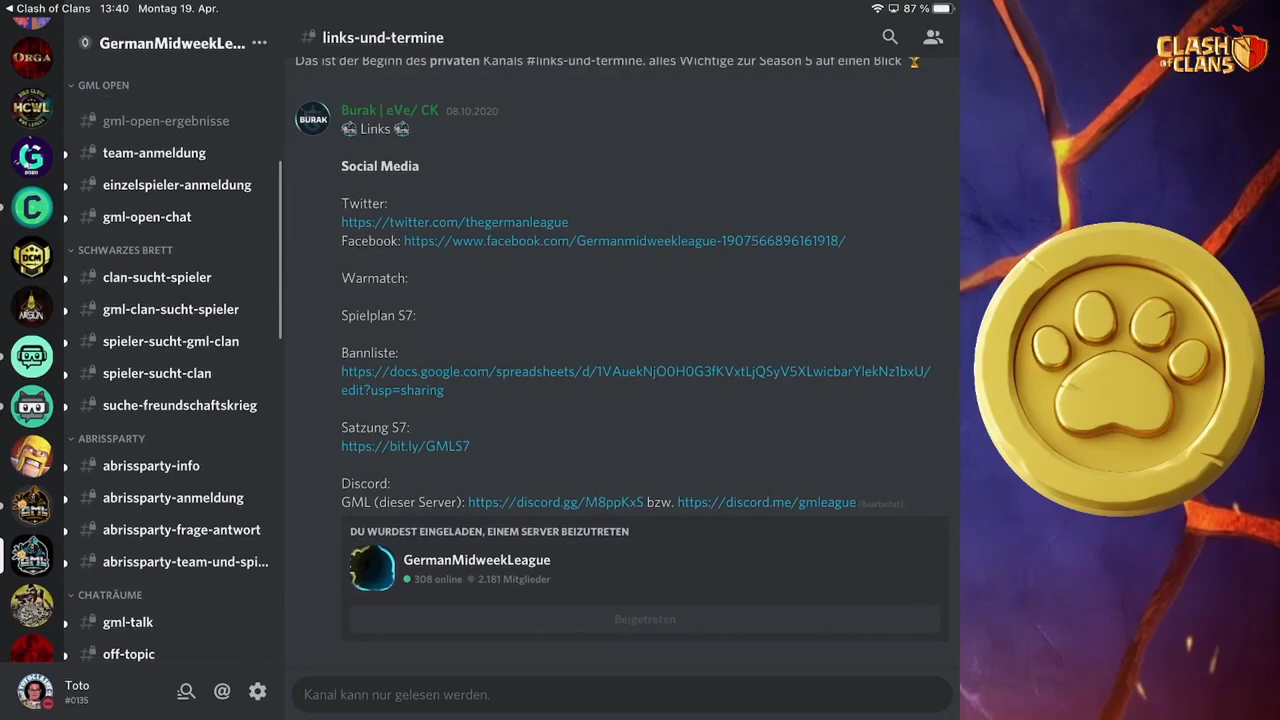 Clash of Clans 13:40 Montag 19. Apr.
87 %
ORGA
HCWL
G
2020
C
DCM
ARGON
GML
GML
GermanMidweekLe...
GML OPEN
gml-open-ergebnisse
team-anmeldung
einzelspieler-anmeldung
gml-open-chat
SCHWARZES BRETT
clan-sucht-spieler
gml-clan-sucht-spieler
spieler-sucht-gml-clan
spieler-sucht-clan
suche-freundschaftskrieg
ABRISSPARTY
abrissparty-info
abrissparty-anmeldung
abrissparty-frage-antwort
abrissparty-team-und-spi...
CHATRÄUME
gml-talk
off-topic
Toto
#0135
links-und-termine
Das ist der Beginn des privaten Kanals #links-und-termine. alles Wichtige zur Season 5 auf einen Blick
BURAK
Burak | eVe/ CK 08.10.2020
Links
Social Media
Twitter:
https://twitter.com/thegermanleague
Facebook: https://www.facebook.com/Germanmidweekleague-1907566896161918/
Warmatch:
Spielplan S7:
Bannliste:
https://docs.google.com/spreadsheets/d/1VAuekNjO0H0G3fKVxtLjQSyV5XLwicbarYlekNz1bxU/
edit?usp=sharing
Satzung S7:
https://bit.ly/GMLS7
Discord:
GML (dieser Server): https://discord.gg/M8ppKxS bzw. https://discord.me/gmleague (Bearbeitet)
DU WURDEST EINGELADEN, EINEM SERVER BEIZUTRETEN
GermanMidweekLeague
308 online 2.181 Mitglieder
Beigetreten
Kanal kann nur gelesen werden.
CLASH
OF CLANS